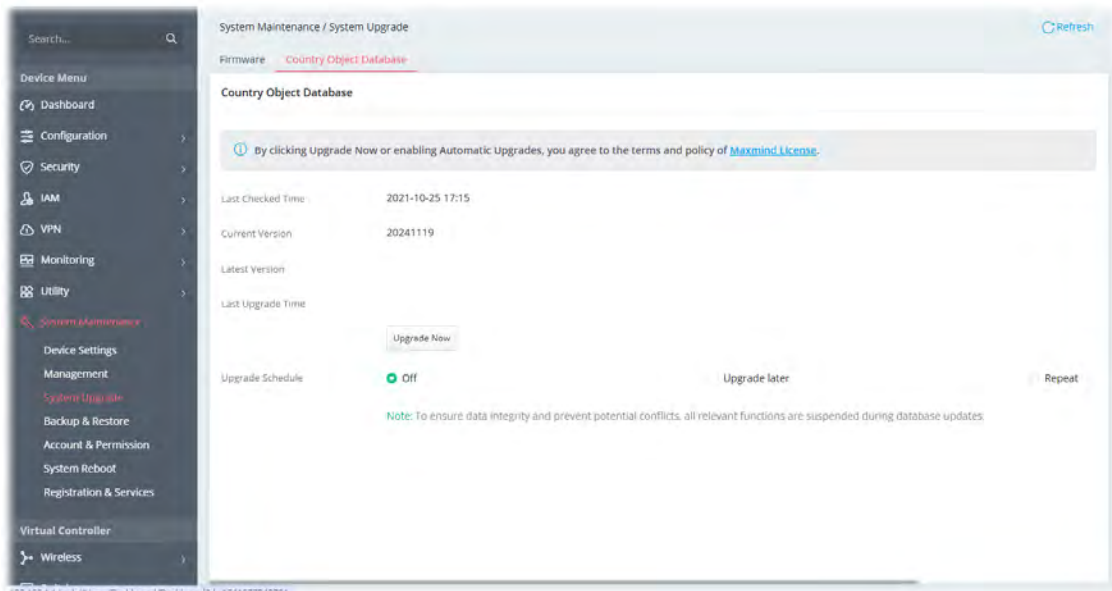 Search...
Device Menu
Dashboard
Configuration
Security
IAM
VPN
Monitoring
Utility
System Maintenance
Device Settings
Management
System Upgrade
Backup & Restore
Account & Permission
System Reboot
Registration & Services
Virtual Controller
Wireless
System Maintenance / System Upgrade
Refresh
Firmware Country Object Database
Country Object Database
By clicking Upgrade Now or enabling Automatic Upgrades, you agree to the terms and policy of Maxmind License.
Last Checked Time 2021-10-25 17:15
Current Version 20241119
Latest Version
Last Upgrade Time
Upgrade Now
Upgrade Schedule Off Upgrade later Repeat
Note: To ensure data integrity and prevent potential conflicts, all relevant functions are suspended during database updates.